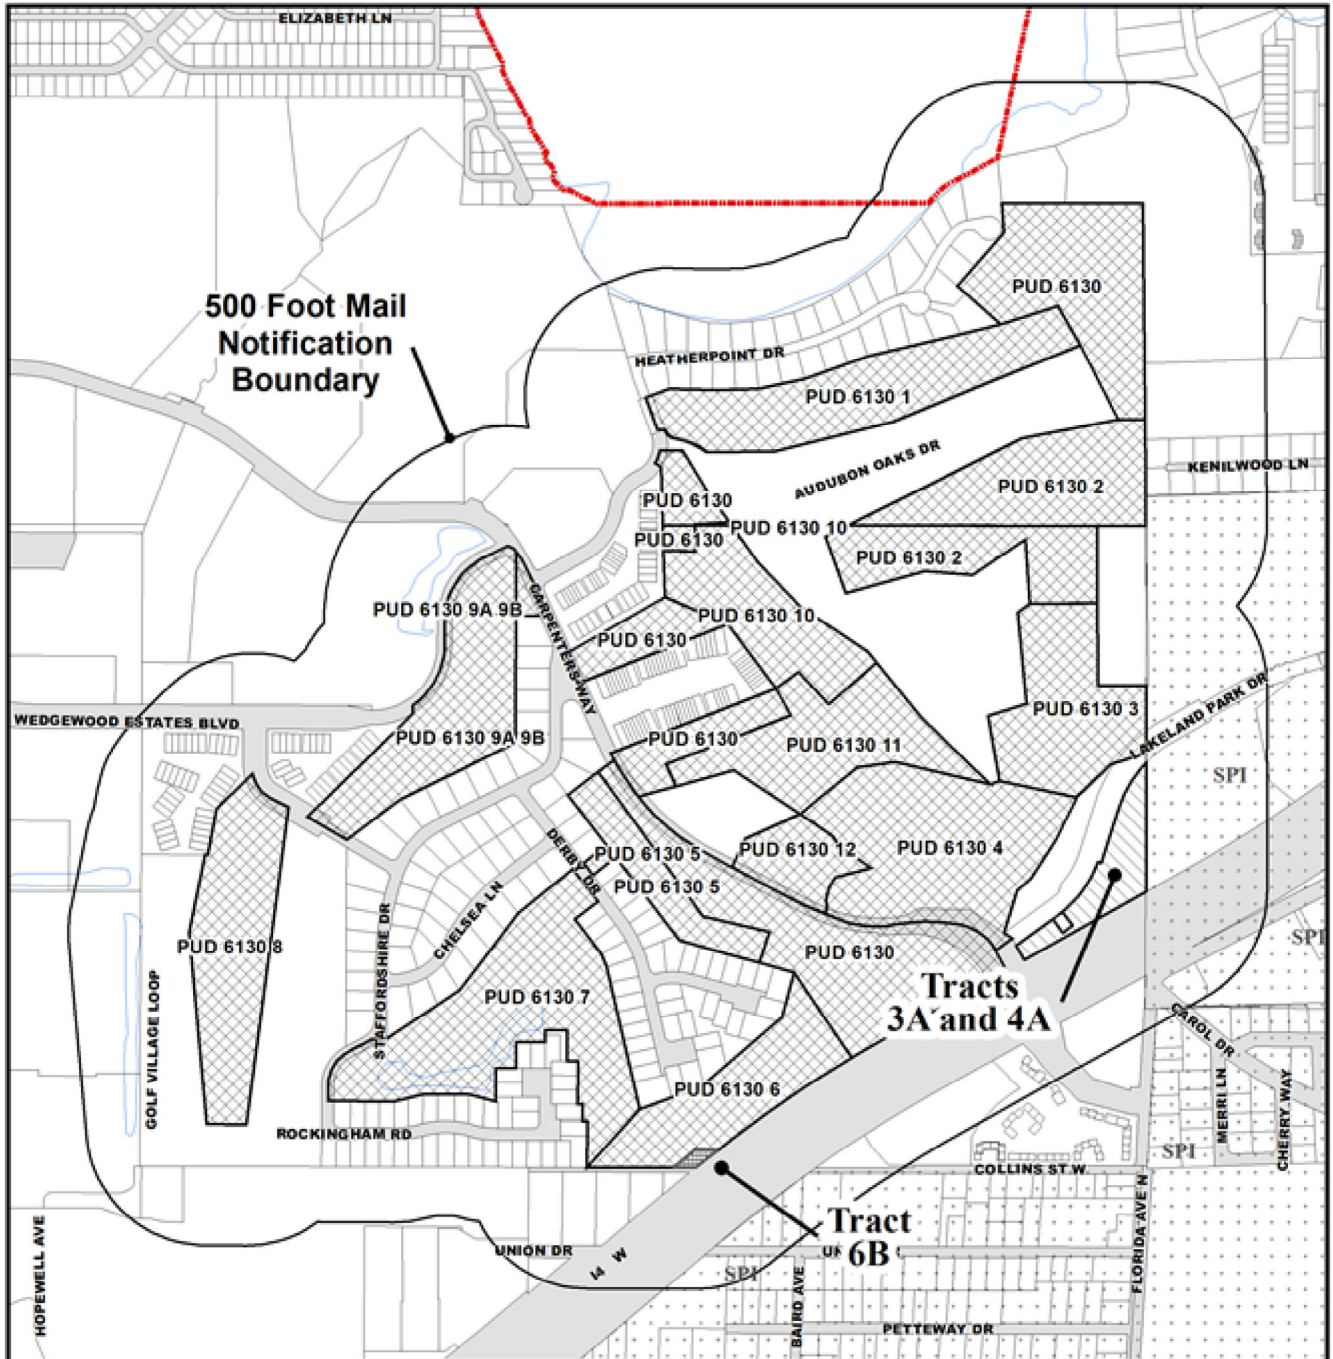 ELIZABETH LN
PUD 6130
500 Foot Mail
Notification
Boundary
HEATHERPOINT DR
PUD 6130 1
AUDUBON OAKS DR
KENILWOOD LN
PUD 6130 2
PUD 6130
PUD 6130 10
PUD 6130
PUD 6130 2
PUD 6130 9A 9B
CARPENTERS WAY
PUD 6130 10
PUD 6130
WEDGEWOOD ESTATES BLVD
PUD 6130 3
LAKELAND PARK DR
PUD 6130 9A 9B
PUD 6130
PUD 6130 11
SPI
DERBY DR
PUD 6130 5
PUD 6130 12
PUD 6130 4
PUD 6130 5
CHELSEA LN
STAFFORDSHIRE DR
PUD 6130 8
PUD 6130
SPI
GOLF VILLAGE LOOP
PUD 6130 7
Tracts
3A and 4A
CAROL DR
MERRI LN
CHERRY WAY
PUD 6130 6
ROCKINGHAM RD
SPI
COLLINS ST W
FLORIDA AVE N
Tract
6B
HOPEWELL AVE
UNION DR
I4 W
SPI
BAIRD AVE
PETTEWAY DR